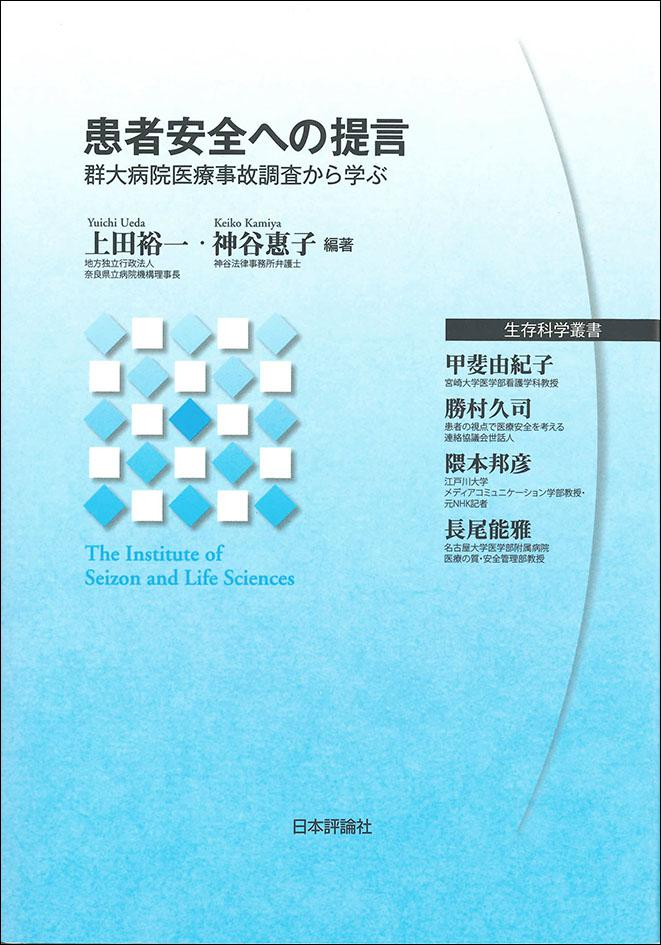 患者安全への提言
群大病院医療事故調査から学ぶ
Yuichi Ueda
上田裕一・
地方独立行政法人
奈良県立病院機構理事長
Keiko Kamiya
神谷惠子 編著
神谷法律事務所弁護士
生存科学叢書
甲斐由紀子
宮崎大学医学部看護学科教授
勝村久司
患者の視点で医療安全を考える
連絡協議会世話人
隈本邦彦
江戸川大学
メディアコミュニケーション学部教授・
元NHK記者
長尾能雅
名古屋大学医学部附属病院
医療の質・安全管理部教授
The Institute of
Seizon and Life Sciences
日本評論社